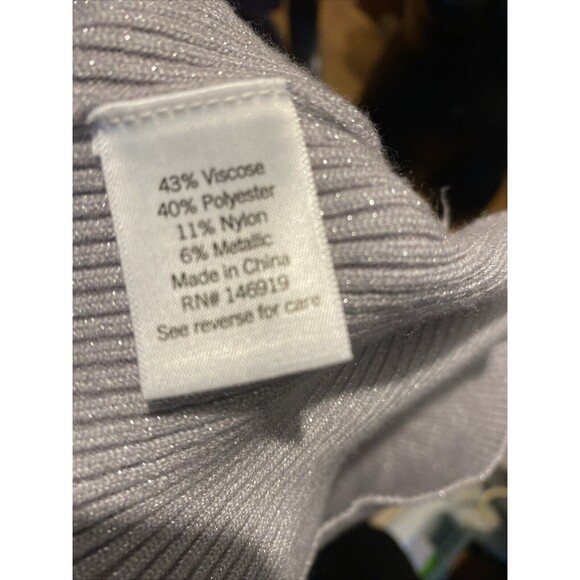 43% Viscose
40% Polyester
11% Nylon
6% Metallic
Made in China
RN# 146919
See reverse for care